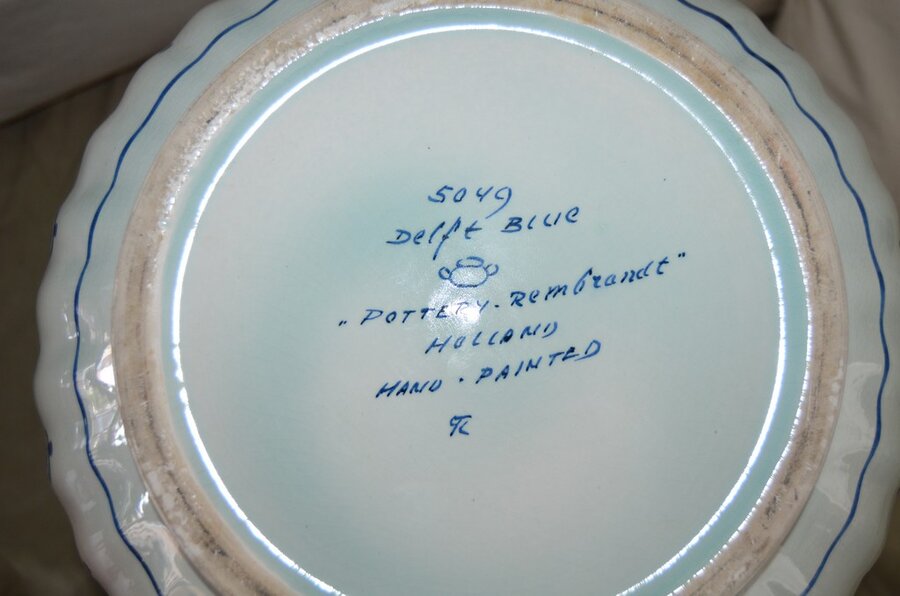 5049
Delft BLUE
"POTTERY-Rembrandt"
HOLLAND
HAND-PAINTED